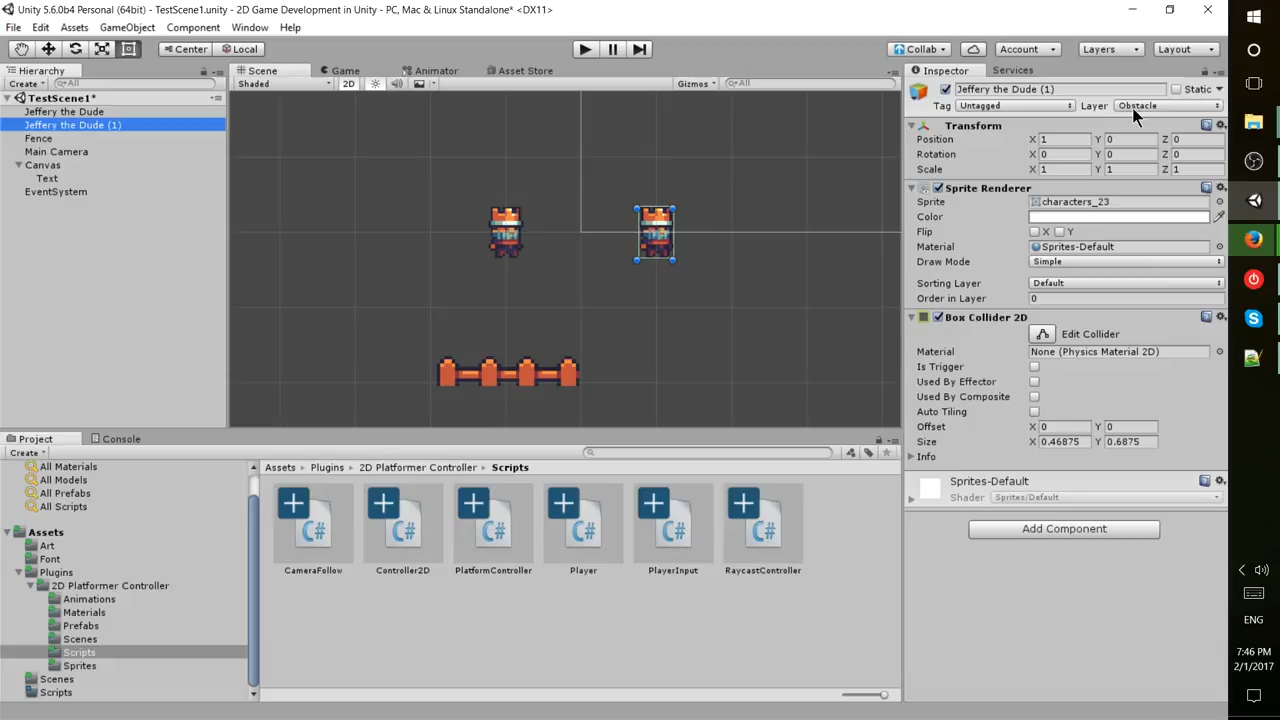 Unity 5.6.0b4 Personal (64bit) - TestScene1.unity - 2D Game Development in Unity - PC, Mac & Linux Standalone* <DX11>
File Edit Assets GameObject Component Window Help
Center Local Collab Account Layers Layout
Hierarchy
Create All
TestScene1*
Jeffery the Dude
Jeffery the Dude (1)
Fence
Main Camera
Canvas
Text
EventSystem
Scene Game Animator Asset Store
Shaded 2D Gizmos All
Inspector Services
Jeffery the Dude (1) Static
Tag Untagged Layer Obstacle
Transform
Position X 1 Y 0 Z 0
Rotation X 0 Y 0 Z 0
Scale X 1 Y 1 Z 1
Sprite Renderer
Sprite characters_23
Color
Flip X Y
Material Sprites-Default
Draw Mode Simple
Sorting Layer Default
Order in Layer 0
Box Collider 2D
Edit Collider
Material None (Physics Material 2D)
Is Trigger
Used By Effector
Used By Composite
Auto Tiling
Offset X 0 Y 0
Size X 0.46875 Y 0.6875
Info
Sprites-Default
Shader Sprites/Default
Add Component
Project Console
Create
All Materials
All Models
All Prefabs
All Scripts
Assets
Art
Font
Plugins
2D Platformer Controller
Animations
Materials
Prefabs
Scenes
Scripts
Sprites
Scenes
Scripts
Assets Plugins 2D Platformer Controller Scripts
C# C# C# C# C# C#
CameraFollow Controller2D PlatformController Player PlayerInput RaycastController
ENG
7:46 PM
2/1/2017